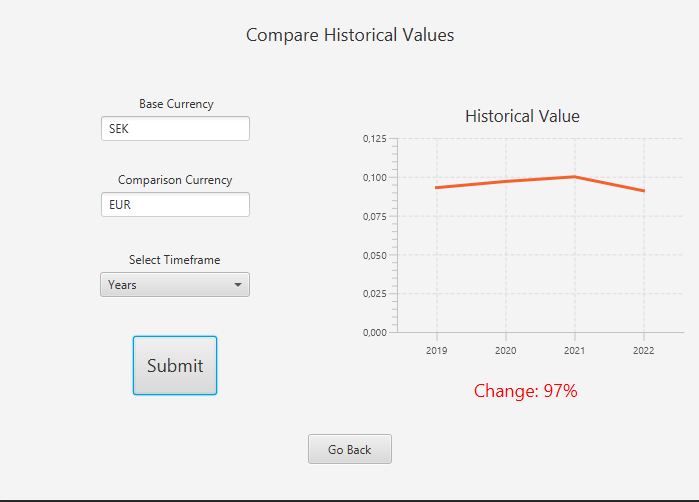 Compare Historical Values
Base Currency
SEK
Comparison Currency
EUR
Select Timeframe
Years
Submit
Historical Value
0,125
0,100
0,075
0,050
0,025
0,000
2019 2020 2021 2022
Change: 97%
Go Back